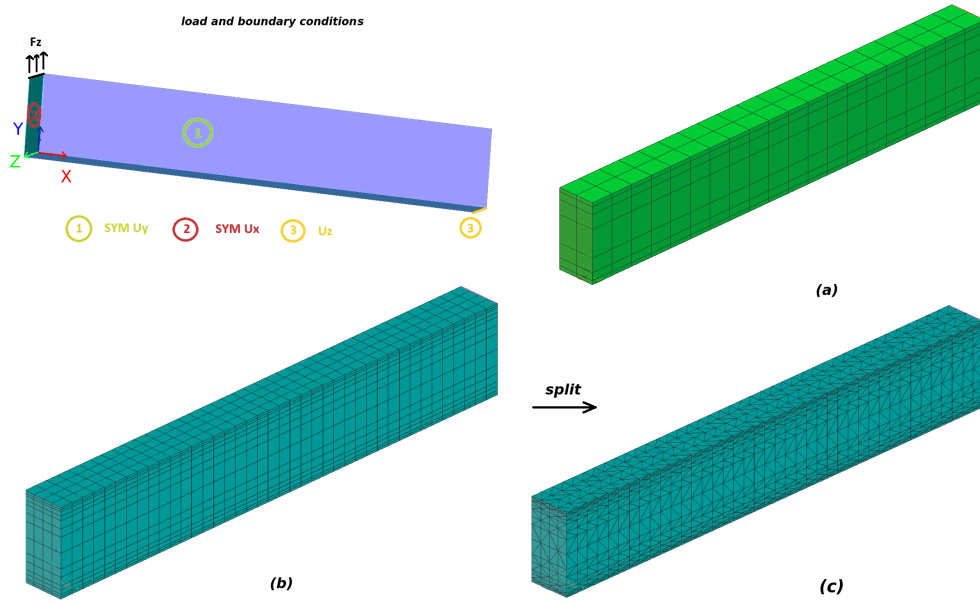 load and boundary conditions
Fz
2
1
Y
Z
X
1 SYM Uy 2 SYM Ux 3 Uz 3
(a)
split
(b)
(c)